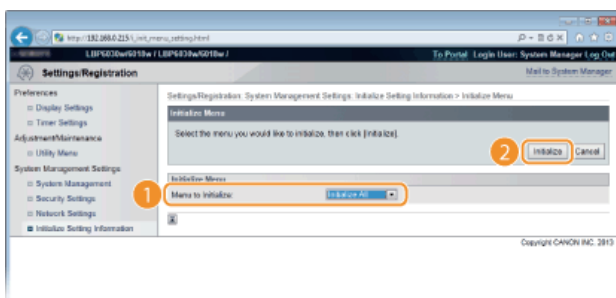 http://192.168.0.215/i_init_menu_setting.html
LBP6030w/6018w / LBP6030w/6018w /
To Portal Login User: System Manager Log Out
Settings/Registration
Mail to System Manager
Preferences
Display Settings
Timer Settings
Adjustment/Maintenance
Utility Menu
System Management Settings
System Management
Security Settings
Network Settings
Initialize Setting Information
Settings/Registration: System Management Settings: Initialize Setting Information > Initialize Menu
Initialize Menu
Select the menu you would like to initialize, then click [Initialize].
2
Initialize
Cancel
Initialize Menu
1
Menu to Initialize:
Initialize All
Copyright CANON INC. 2013